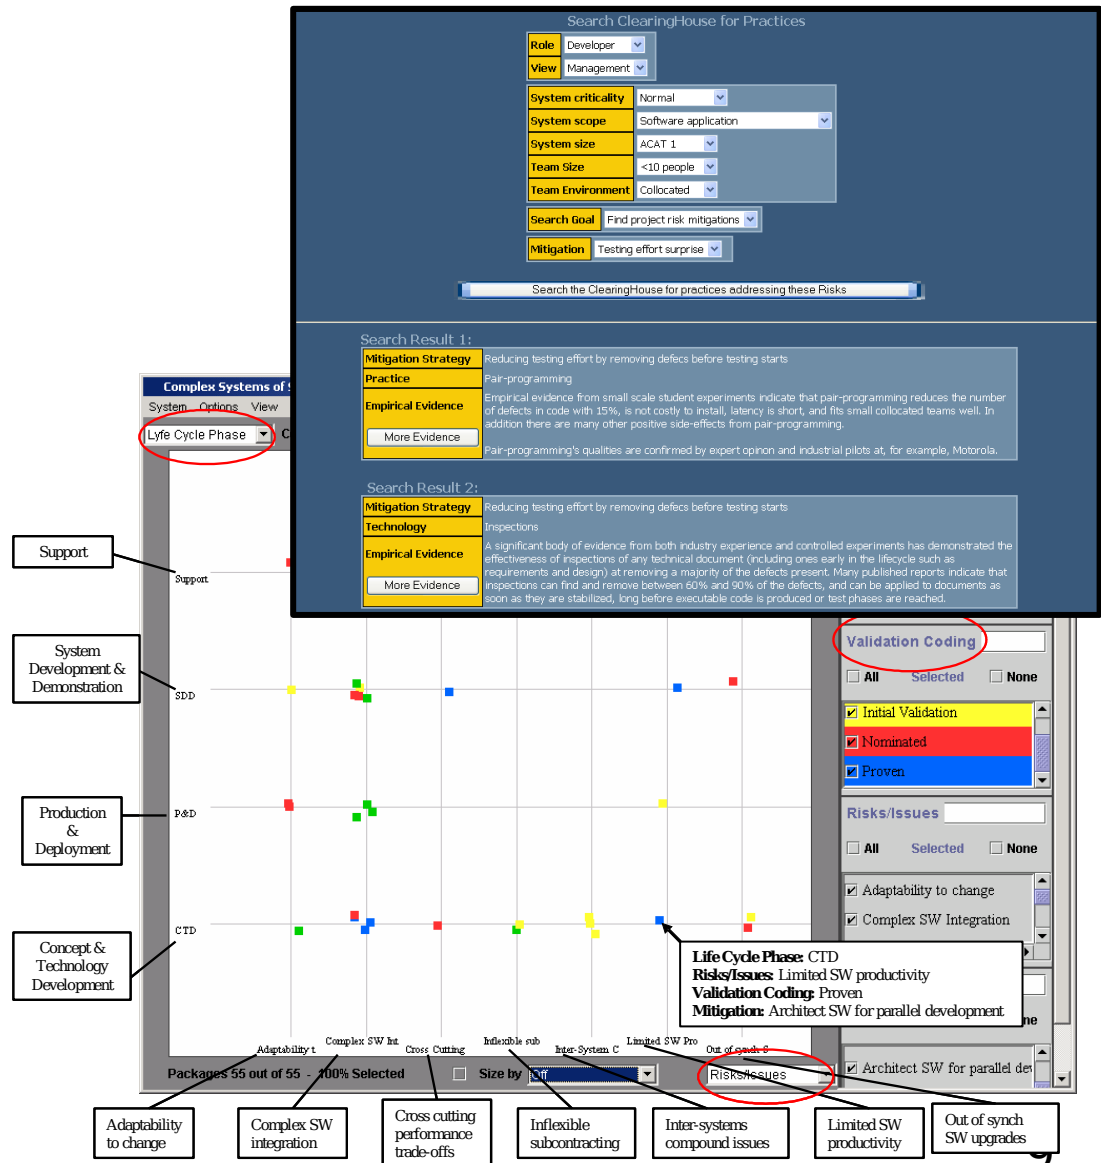 Search ClearingHouse for Practices
Role Developer
View Management
System criticality Normal
System scope Software application
System size ACAT 1
Team Size <10 people
Team Environment Collocated
Search Goal Find project risk mitigations
Mitigation Testing effort surprise
Search the ClearingHouse for practices addressing these Risks
Search Result 1:
Mitigation Strategy Reducing testing effort by removing defecs before testing starts
Practice Pair-programming
Empirical Evidence
More Evidence
Empirical evidence from small scale student experiments indicate that pair-programming reduces the number
of defects in code with 15%, is not costly to install, latency is short, and fits small collocated teams well. In
addition there are many other positive side-effects from pair-programming.
Pair-programming's qualities are confirmed by expert opinon and industrial pilots at, for example, Motorola.
Search Result 2:
Mitigation Strategy Reducing testing effort by removing defecs before testing starts
Technology Inspections
Empirical Evidence
More Evidence
A significant body of evidence from both industry experience and controlled experiments has demonstrated the
effectiveness of inspections of any technical document (including ones early in the lifecycle such as
requirements and design) at removing a majority of the defects present. Many published reports indicate that
inspections can find and remove between 60% and 90% of the defects, and can be applied to documents as
soon as they are stabilized, long before executable code is produced or test phases are reached.
Complex Systems of S
System Options View
Lyfe Cycle Phase C
Support
System
Development &
Demonstration
Production
&
Deployment
Concept &
Technology
Development
Support
SDD
P&D
CTD
Validation Coding
All Selected None
Initial Validation
Nominated
Proven
Risks/Issues
All Selected None
Adaptability to change
Complex SW Integration
Life Cycle Phase: CTD
Risks/Issues: Limited SW productivity
Validation Coding: Proven
Mitigation: Architect SW for parallel development
ne
Architect SW for parallel dev
Adaptability t
Complex SW Int
Cross Cutting
Inflexible sub
Inter-System C
Limited SW Pro
Out of synch S
Packages 55 out of 55 - 100% Selected Size by Off Risks/Issues
Adaptability
to change
Complex SW
integration
Cross cutting
performance
trade-offs
Inflexible
subcontracting
Inter-systems
compound issues
Limited SW
productivity
Out of synch
SW upgrades